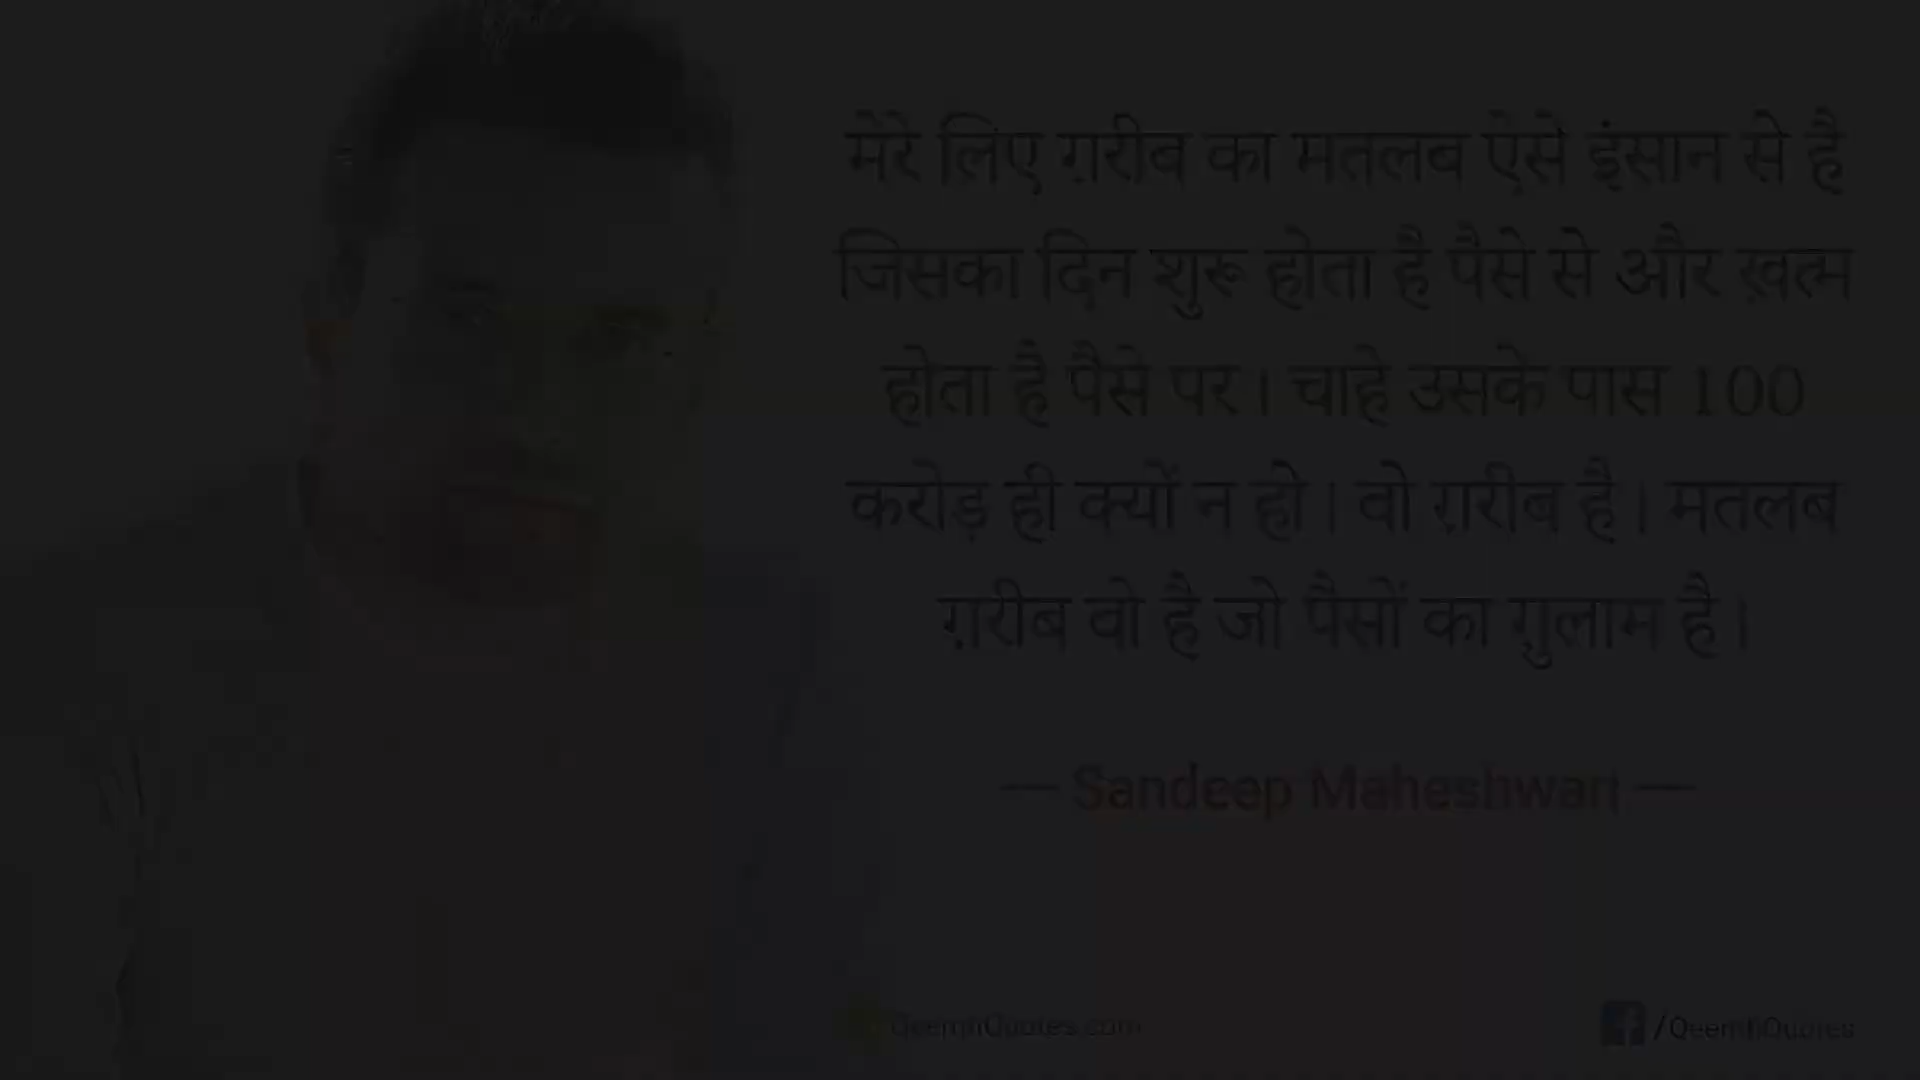 मेरे लिए ग़रीब का मतलब ऐसे इंसान से है
जिसका दिन शुरू होता है पैसे से और ख़त्म
होता है पैसे पर। चाहे उसके पास 100
करोड़ ही क्यों न हो। वो ग़रीब है। मतलब
ग़रीब वो है जो पैसों का ग़ुलाम है।
— Sandeep Maheshwari —
QeemtiQuotes.com
/QeemtiQuotes